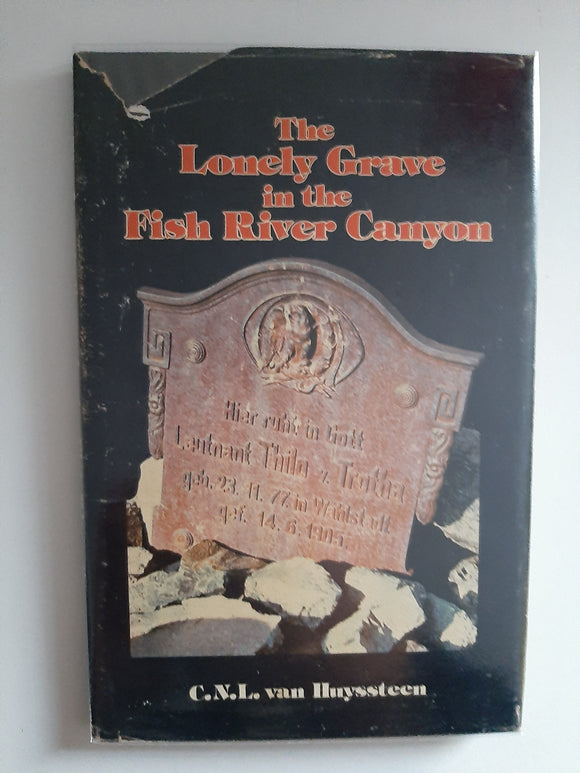 The
Lonely Grave
in the
Fish River Canyon
Hier ruht in Gott
Leutnant Thilo v. Trotha
geb. 23. 11. 77. in Wahlstatt
gef. 14. 6. 1905.
C.N.L. van Huyssteen